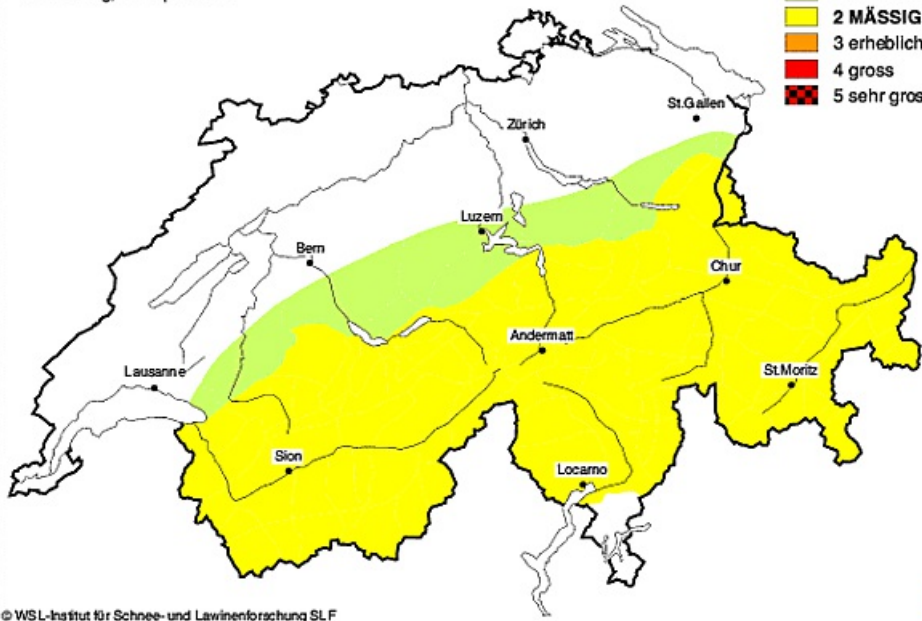 2 MÄSSIG
3 erheblich
4 gross
5 sehr gros
St.Gallen
Zürich
Luzern
Bern
Chur
Andermatt
Lausanne
St.Moritz
Sion
Locarno
© WSL-Institut für Schnee- und Lawinenforschung SLF